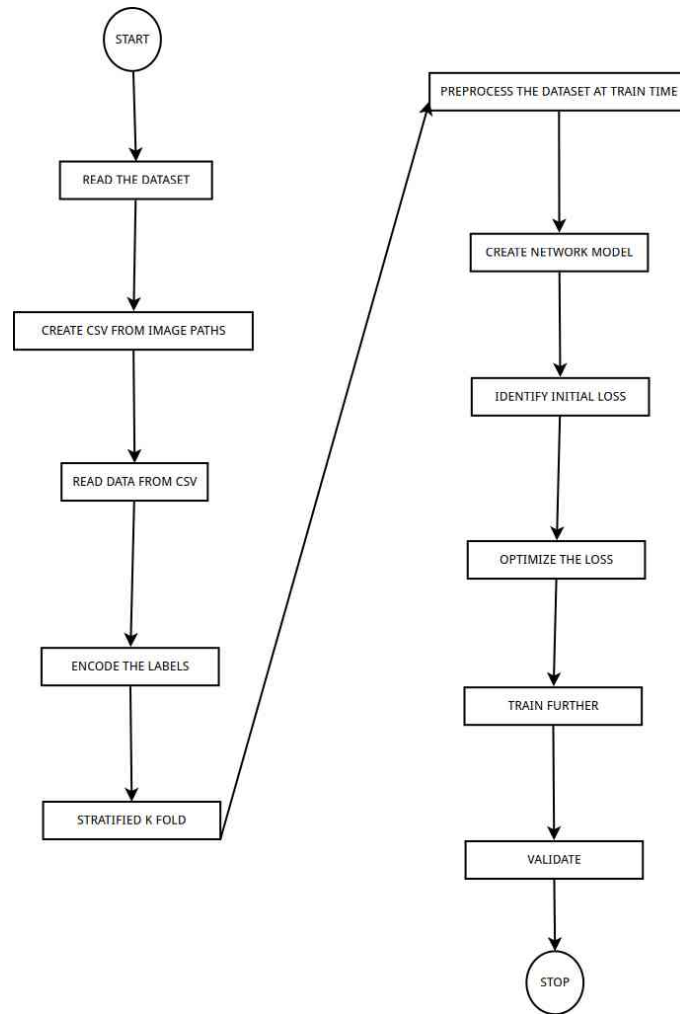 START
READ THE DATASET
CREATE CSV FROM IMAGE PATHS
READ DATA FROM CSV
ENCODE THE LABELS
STRATIFIED K FOLD
PREPROCESS THE DATASET AT TRAIN TIME
CREATE NETWORK MODEL
IDENTIFY INITIAL LOSS
OPTIMIZE THE LOSS
TRAIN FURTHER
VALIDATE
STOP